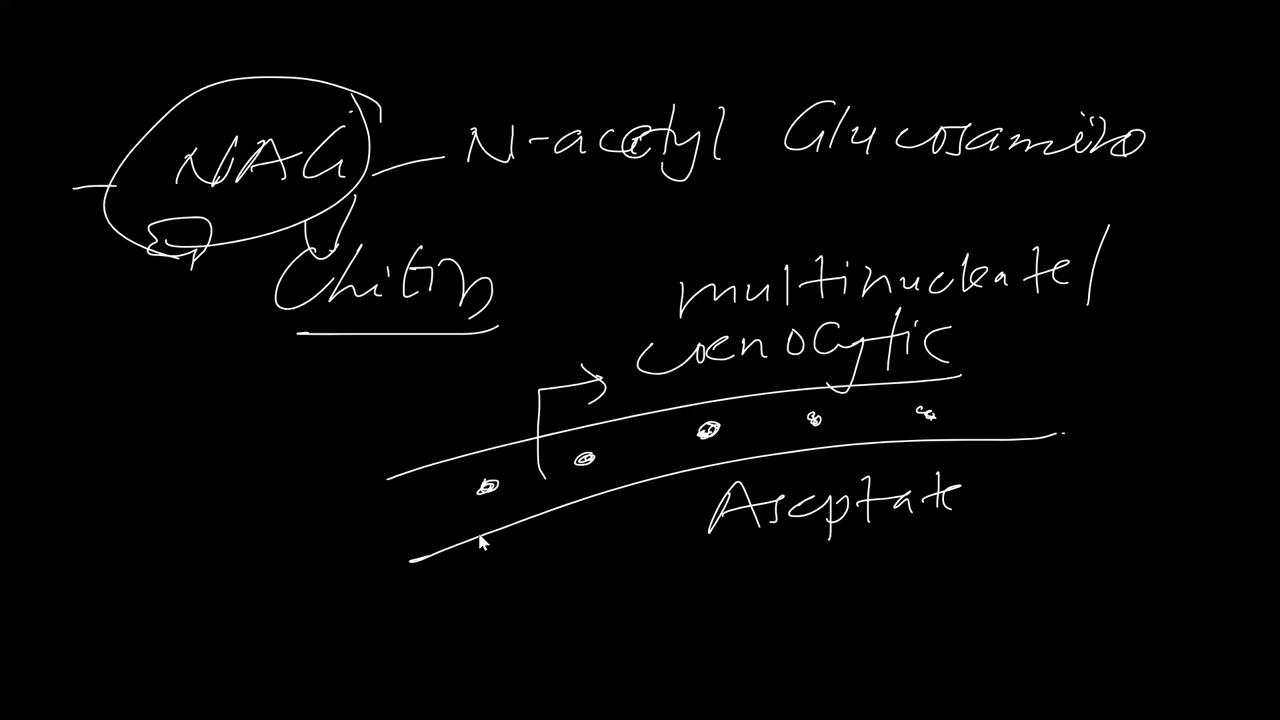 NAG - N-acetyl Glucosamine
Chitin
multinucleate/
coenocytic
Aseptate